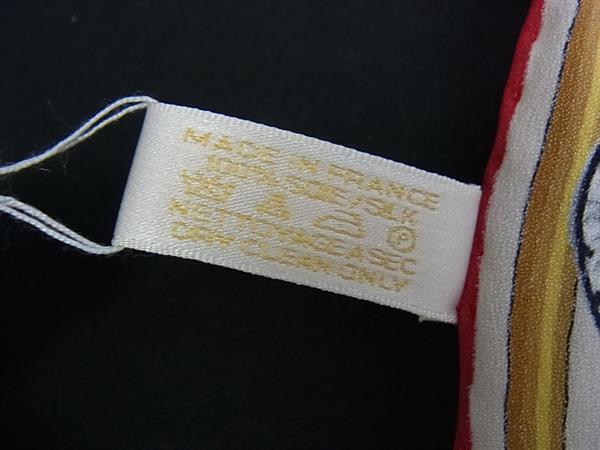 MADE IN FRANCE
100% SOIE / SILK
P
NETTOYAGE A SEC
DRY CLEAN ONLY